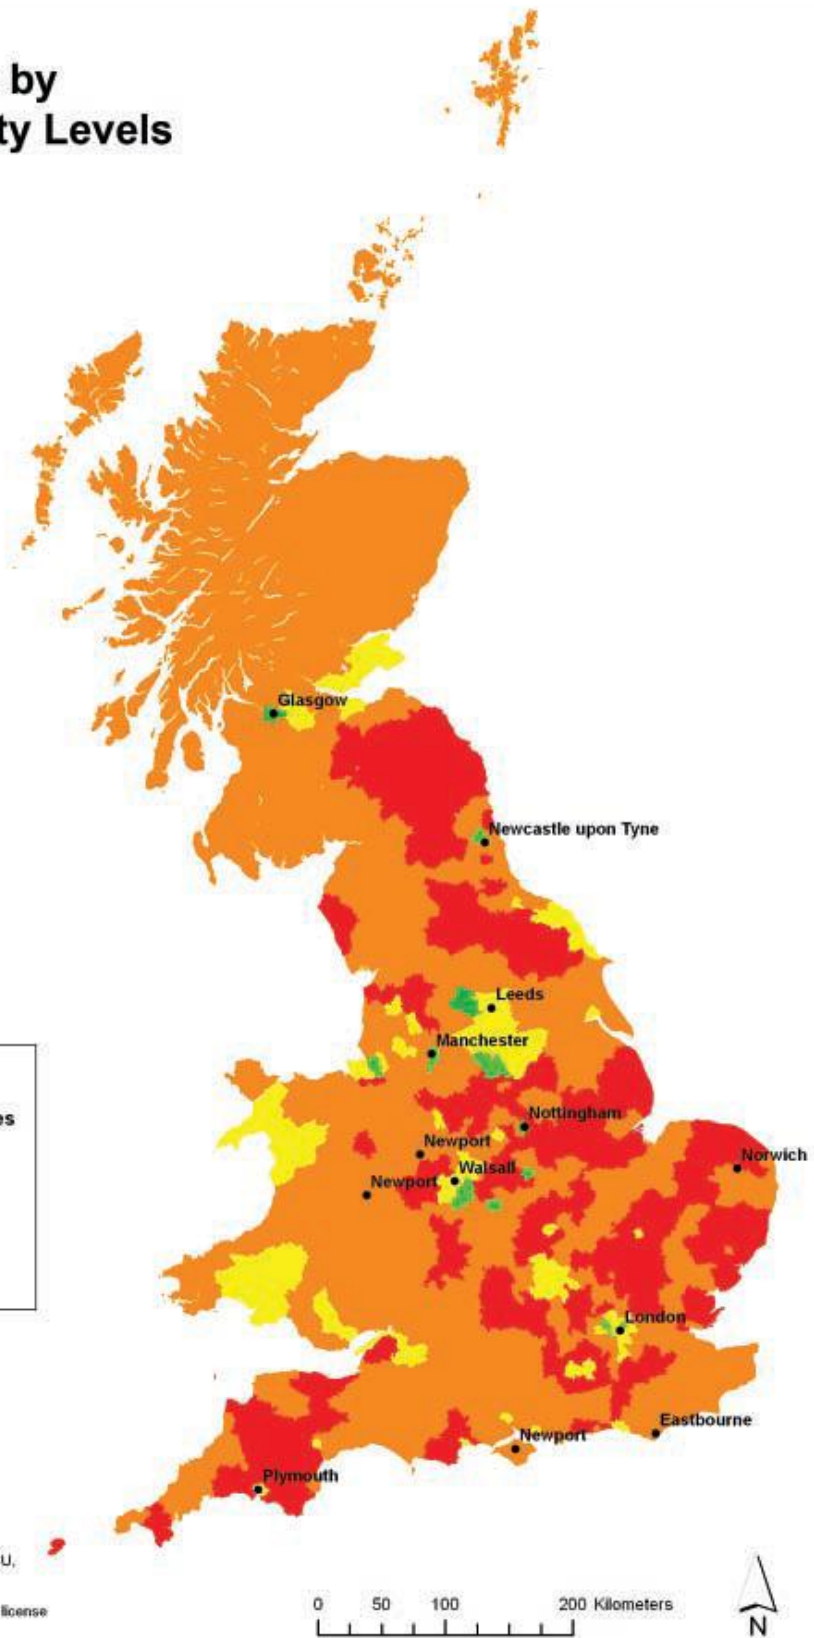 by
ty Levels
Glasgow
Newcastle upon Tyne
Leeds
Manchester
Nottingham
Newport
Norwich
Walsall
Newport
London
Eastbourne
Newport
Plymouth
es
U,
license
0 50 100 200 Kilometers
N